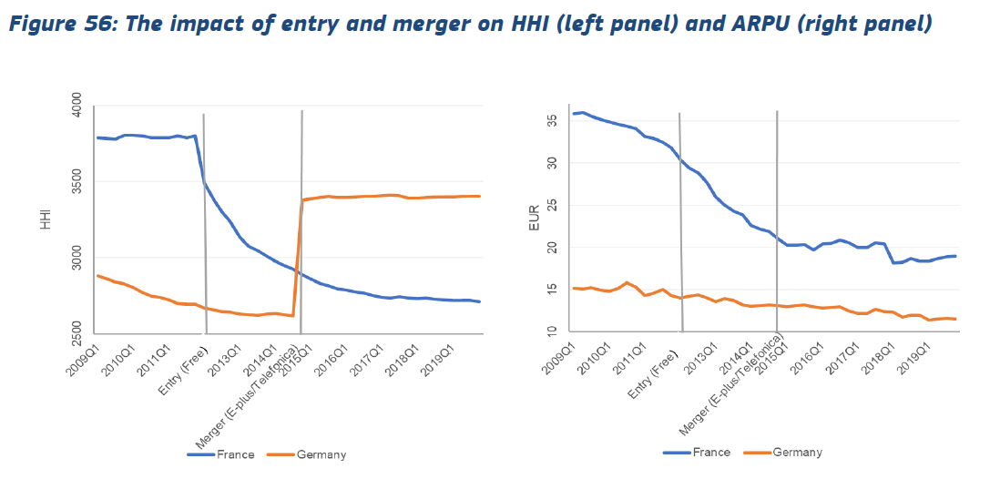 Figure 56: The impact of entry and merger on HHI (left panel) and ARPU (right panel)
HHI
4000
3500
3000
2500
2009Q1
2010Q1
2011Q1
Entry (Free)
2013Q1
2014Q1
Merger (E-plus/Telefonica)
2015Q1
2016Q1
2017Q1
2018Q1
2019Q1
France
Germany
EUR
35
30
25
20
15
10
2009Q1
2010Q1
2011Q1
Entry (Free)
2013Q1
2014Q1
Merger (E-plus/Telefonica)
2015Q1
2016Q1
2017Q1
2018Q1
2019Q1
France
Germany